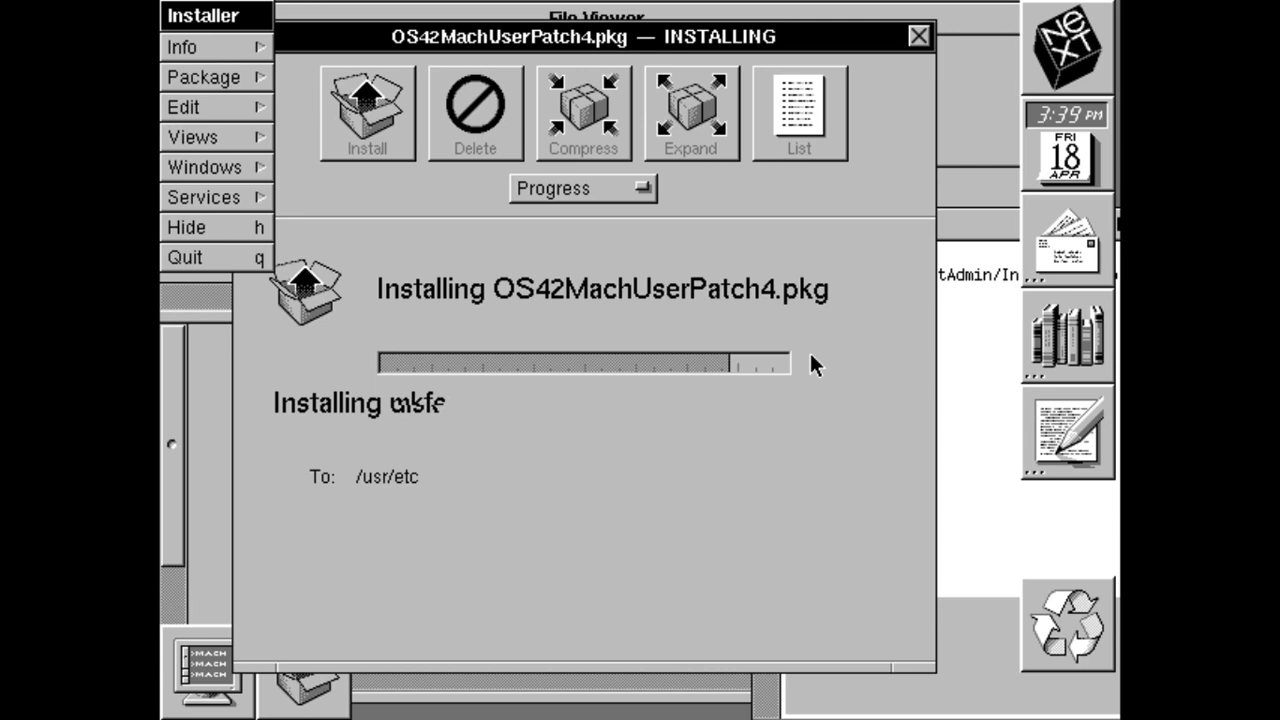 Installer
Info
Package
Edit
Views
Windows
Services
Hide h
Quit q
File Viewer
OS42MachUserPatch4.pkg — INSTALLING
Install
Delete
Compress
Expand
List
Progress
Installing OS42MachUserPatch4.pkg
Installing
To: /usr/etc
tAdmin/In
NeXT
3:39 PM
FRI
18
APR
>MACH
>MACH
>MACH